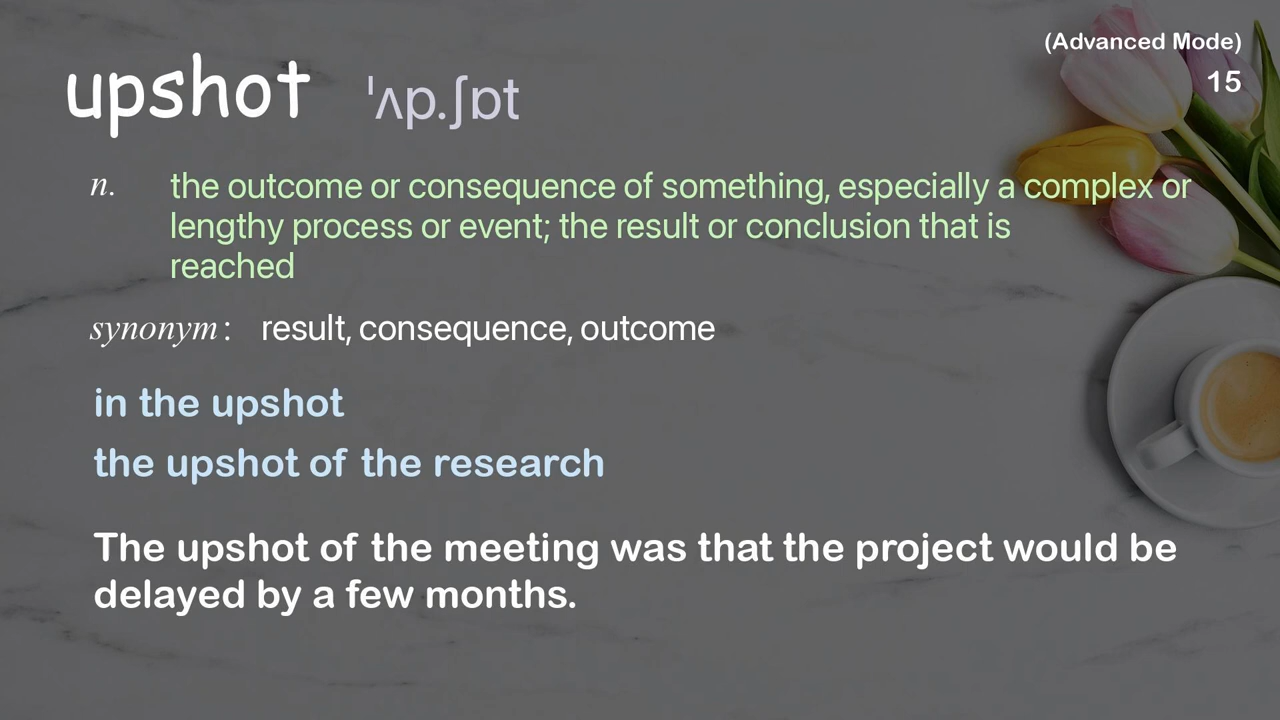 (Advanced Mode)
15
upshot ˈʌp.ʃɒt
n. the outcome or consequence of something, especially a complex or
lengthy process or event; the result or conclusion that is
reached
synonym: result, consequence, outcome
in the upshot
the upshot of the research
The upshot of the meeting was that the project would be
delayed by a few months.